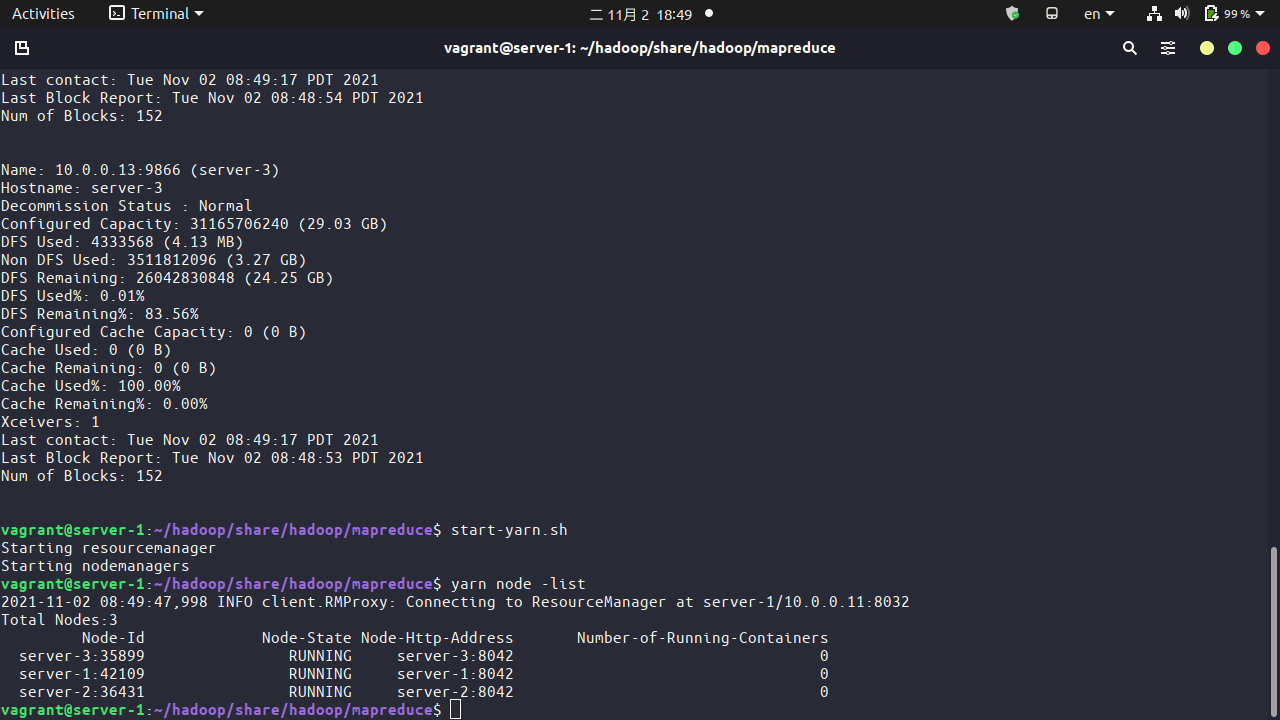 Activities Terminal 二 11月 2 18:49 en 99 %
vagrant@server-1: ~/hadoop/share/hadoop/mapreduce
Last contact: Tue Nov 02 08:49:17 PDT 2021
Last Block Report: Tue Nov 02 08:48:54 PDT 2021
Num of Blocks: 152
Name: 10.0.0.13:9866 (server-3)
Hostname: server-3
Decommission Status : Normal
Configured Capacity: 31165706240 (29.03 GB)
DFS Used: 4333568 (4.13 MB)
Non DFS Used: 3511812096 (3.27 GB)
DFS Remaining: 26042830848 (24.25 GB)
DFS Used%: 0.01%
DFS Remaining%: 83.56%
Configured Cache Capacity: 0 (0 B)
Cache Used: 0 (0 B)
Cache Remaining: 0 (0 B)
Cache Used%: 100.00%
Cache Remaining%: 0.00%
Xceivers: 1
Last contact: Tue Nov 02 08:49:17 PDT 2021
Last Block Report: Tue Nov 02 08:48:53 PDT 2021
Num of Blocks: 152
vagrant@server-1:~/hadoop/share/hadoop/mapreduce$ start-yarn.sh
Starting resourcemanager
Starting nodemanagers
vagrant@server-1:~/hadoop/share/hadoop/mapreduce$ yarn node -list
2021-11-02 08:49:47,998 INFO client.RMProxy: Connecting to ResourceManager at server-1/10.0.0.11:8032
Total Nodes:3
Node-Id Node-State Node-Http-Address Number-of-Running-Containers
server-3:35899 RUNNING server-3:8042 0
server-1:42109 RUNNING server-1:8042 0
server-2:36431 RUNNING server-2:8042 0
vagrant@server-1:~/hadoop/share/hadoop/mapreduce$